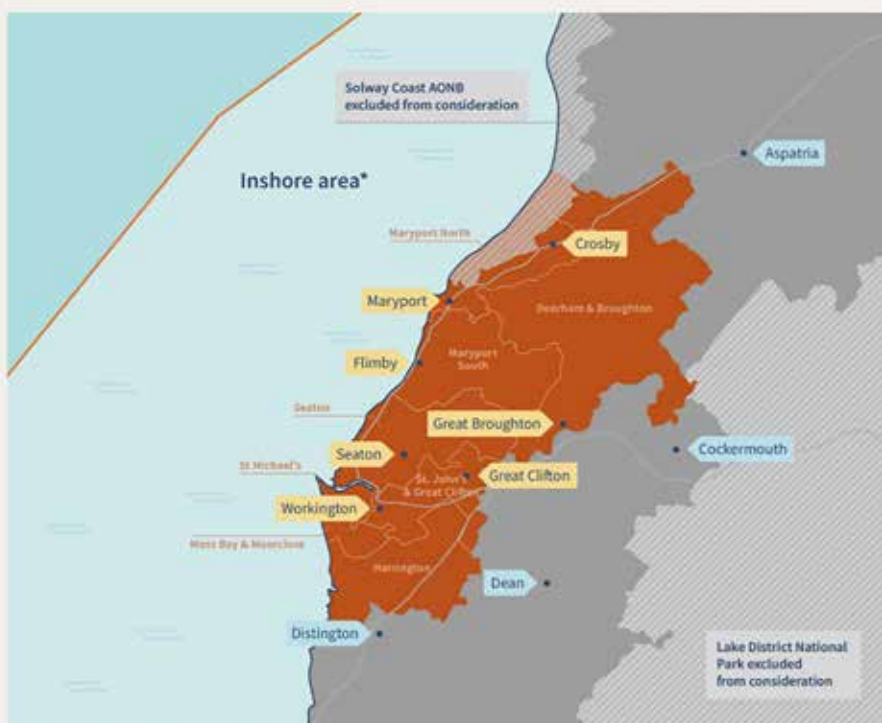 Solway Coast AONB
excluded from consideration
Aspatria
Inshore area*
Maryport North
Crosby
Maryport
Dearham & Broughton
Flimby
Maryport
South
Seaton
Great Broughton
Seaton
Cockermouth
St Michael's
St. John's
& Great Clifton
Great Clifton
Workington
Moss Bay & Moorclose
Harrington
Dean
Distington
Lake District National
Park excluded
from consideration